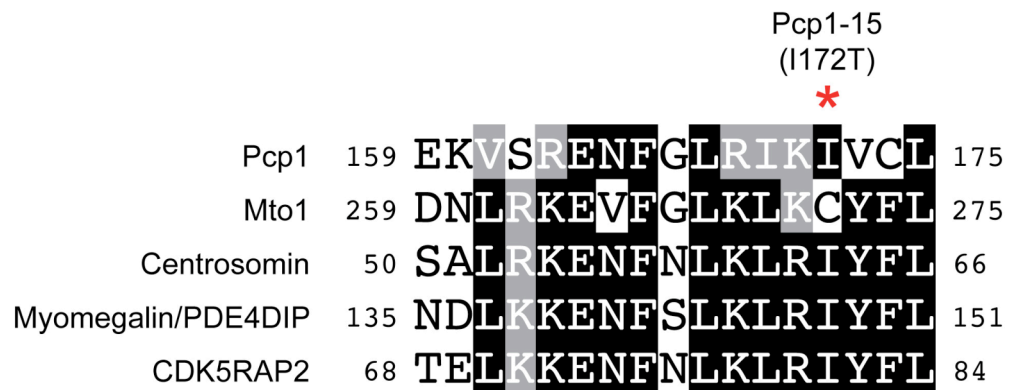 Pcp1-15
(I172T)
*
Pcp1 159 EKVSRENFGLRIKIVCL 175
Mto1 259 DNLRKEVFGLKLKCYFL 275
Centrosomin 50 SALRKENFNLKLRIYFL 66
Myomegalin/PDE4DIP 135 NDLKKENFSLKLRIYFL 151
CDK5RAP2 68 TELKKENFNLKLRIYFL 84